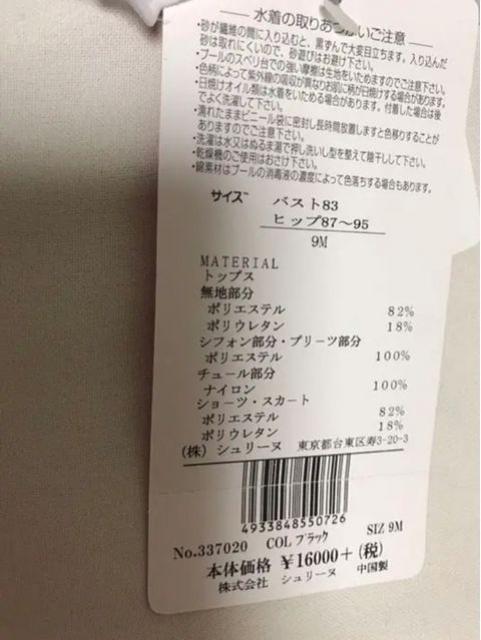 水着の取りあつかいご注意
・砂が繊維の間に入り込むと、黒ずんで大変目立ちます。入り込んだ
砂は取れにくいので、砂遊びはお避け下さい。
・プールのスベリ台での強い摩擦は生地をいためますのでご注意下さい。
・色柄によって紫外線の吸収が異なりお肌に柄が日焼けする場合があります。
・日焼けオイル類は水着をいためる場合があります。付着した場合は後
でよく洗濯して下さい。
・濡れたままビニール袋に密封し長時間放置しますと色移りすることが
ありますのでご注意下さい。
・洗濯は水又はぬるま湯で押し洗いし型を整えて陰干しして下さい。
・乾燥機のご使用はおさけ下さい。
・綿素材はプールの消毒液の濃度によって色落ちする場合もあります。
サイズ バスト83
ヒップ87〜95
9M
MATERIAL
トップス
無地部分
ポリエステル 82%
ポリウレタン 18%
シフォン部分・プリーツ部分
ポリエステル 100%
チュール部分
ナイロン 100%
ショーツ・スカート
ポリエステル 82%
ポリウレタン 18%
(株) シュリーヌ 東京都台東区寿3-20-3
4933848550726
No.337020 COL ブラック SIZ 9M
本体価格 ¥16000+(税)
株式会社 シュリーヌ 中国製